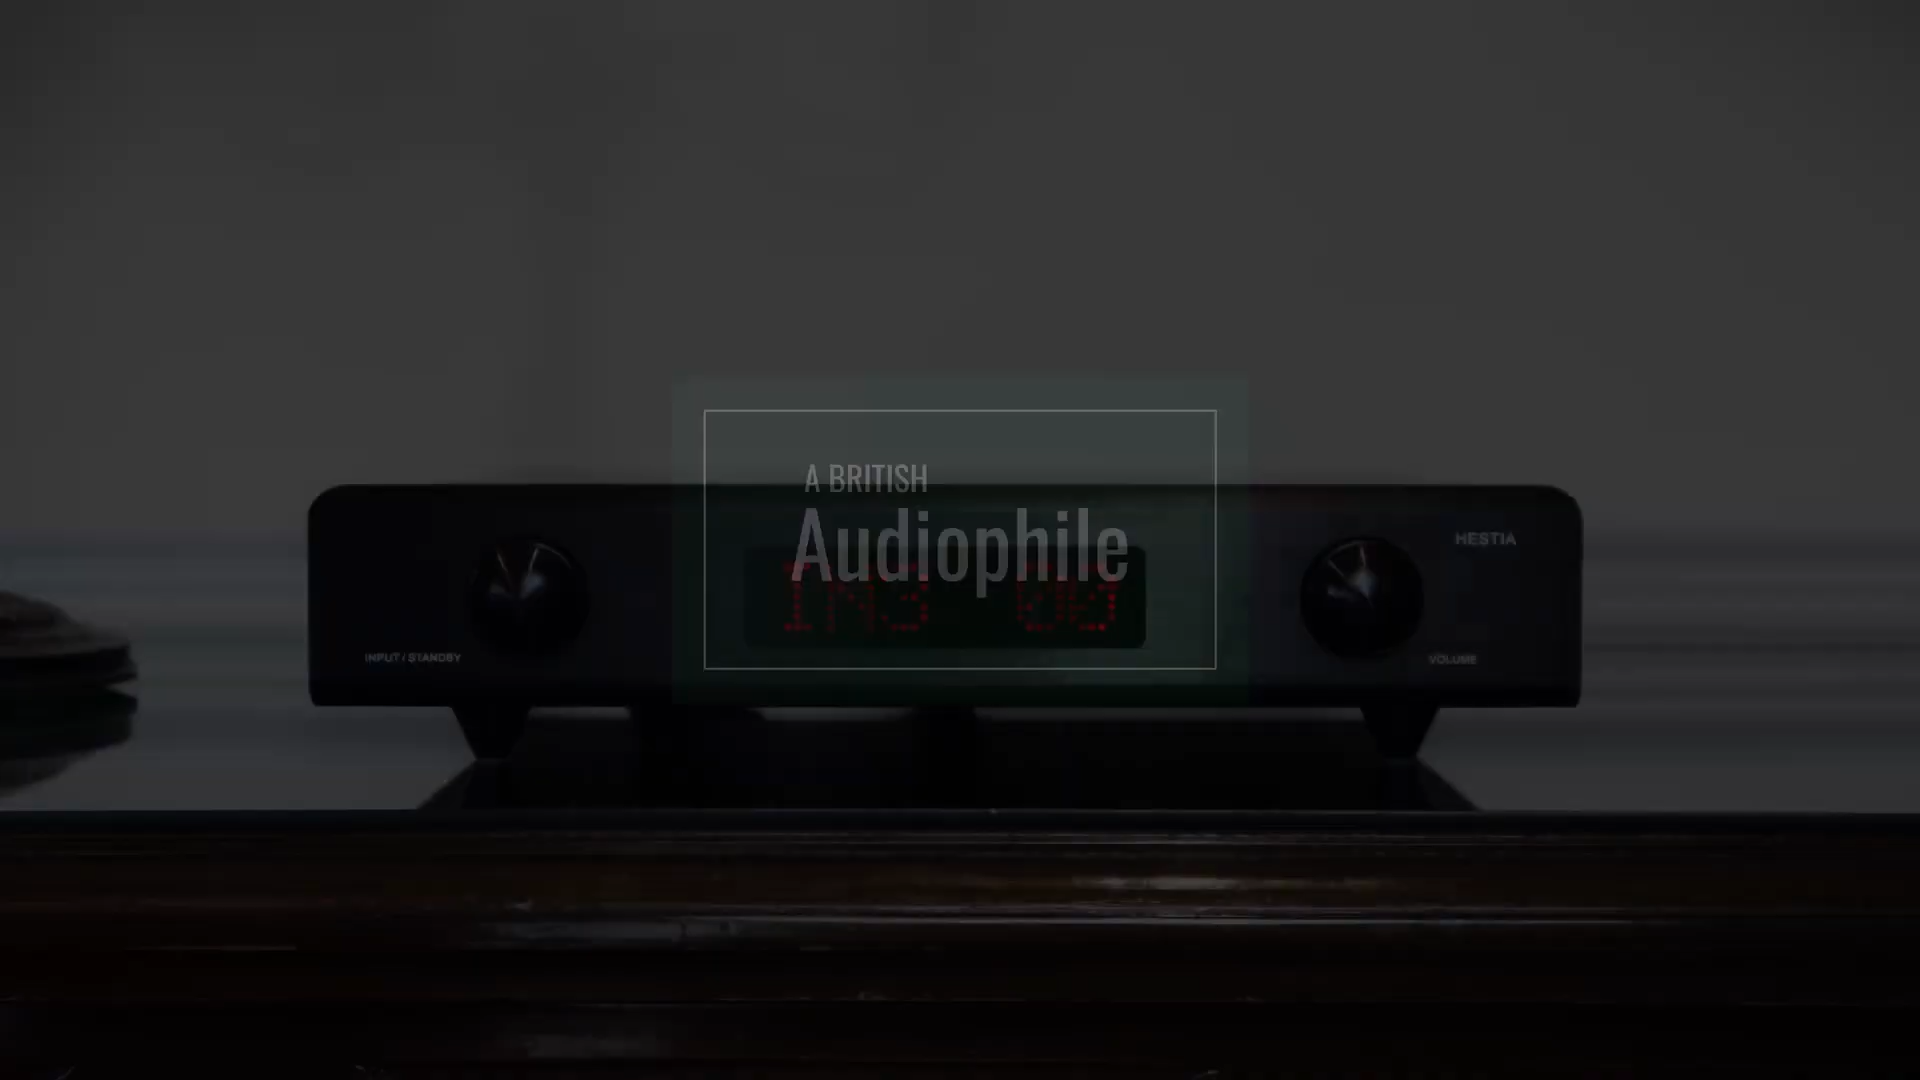 A BRITISH
Audiophile
HESTIA
IN3 00
INPUT / STANDBY
VOLUME